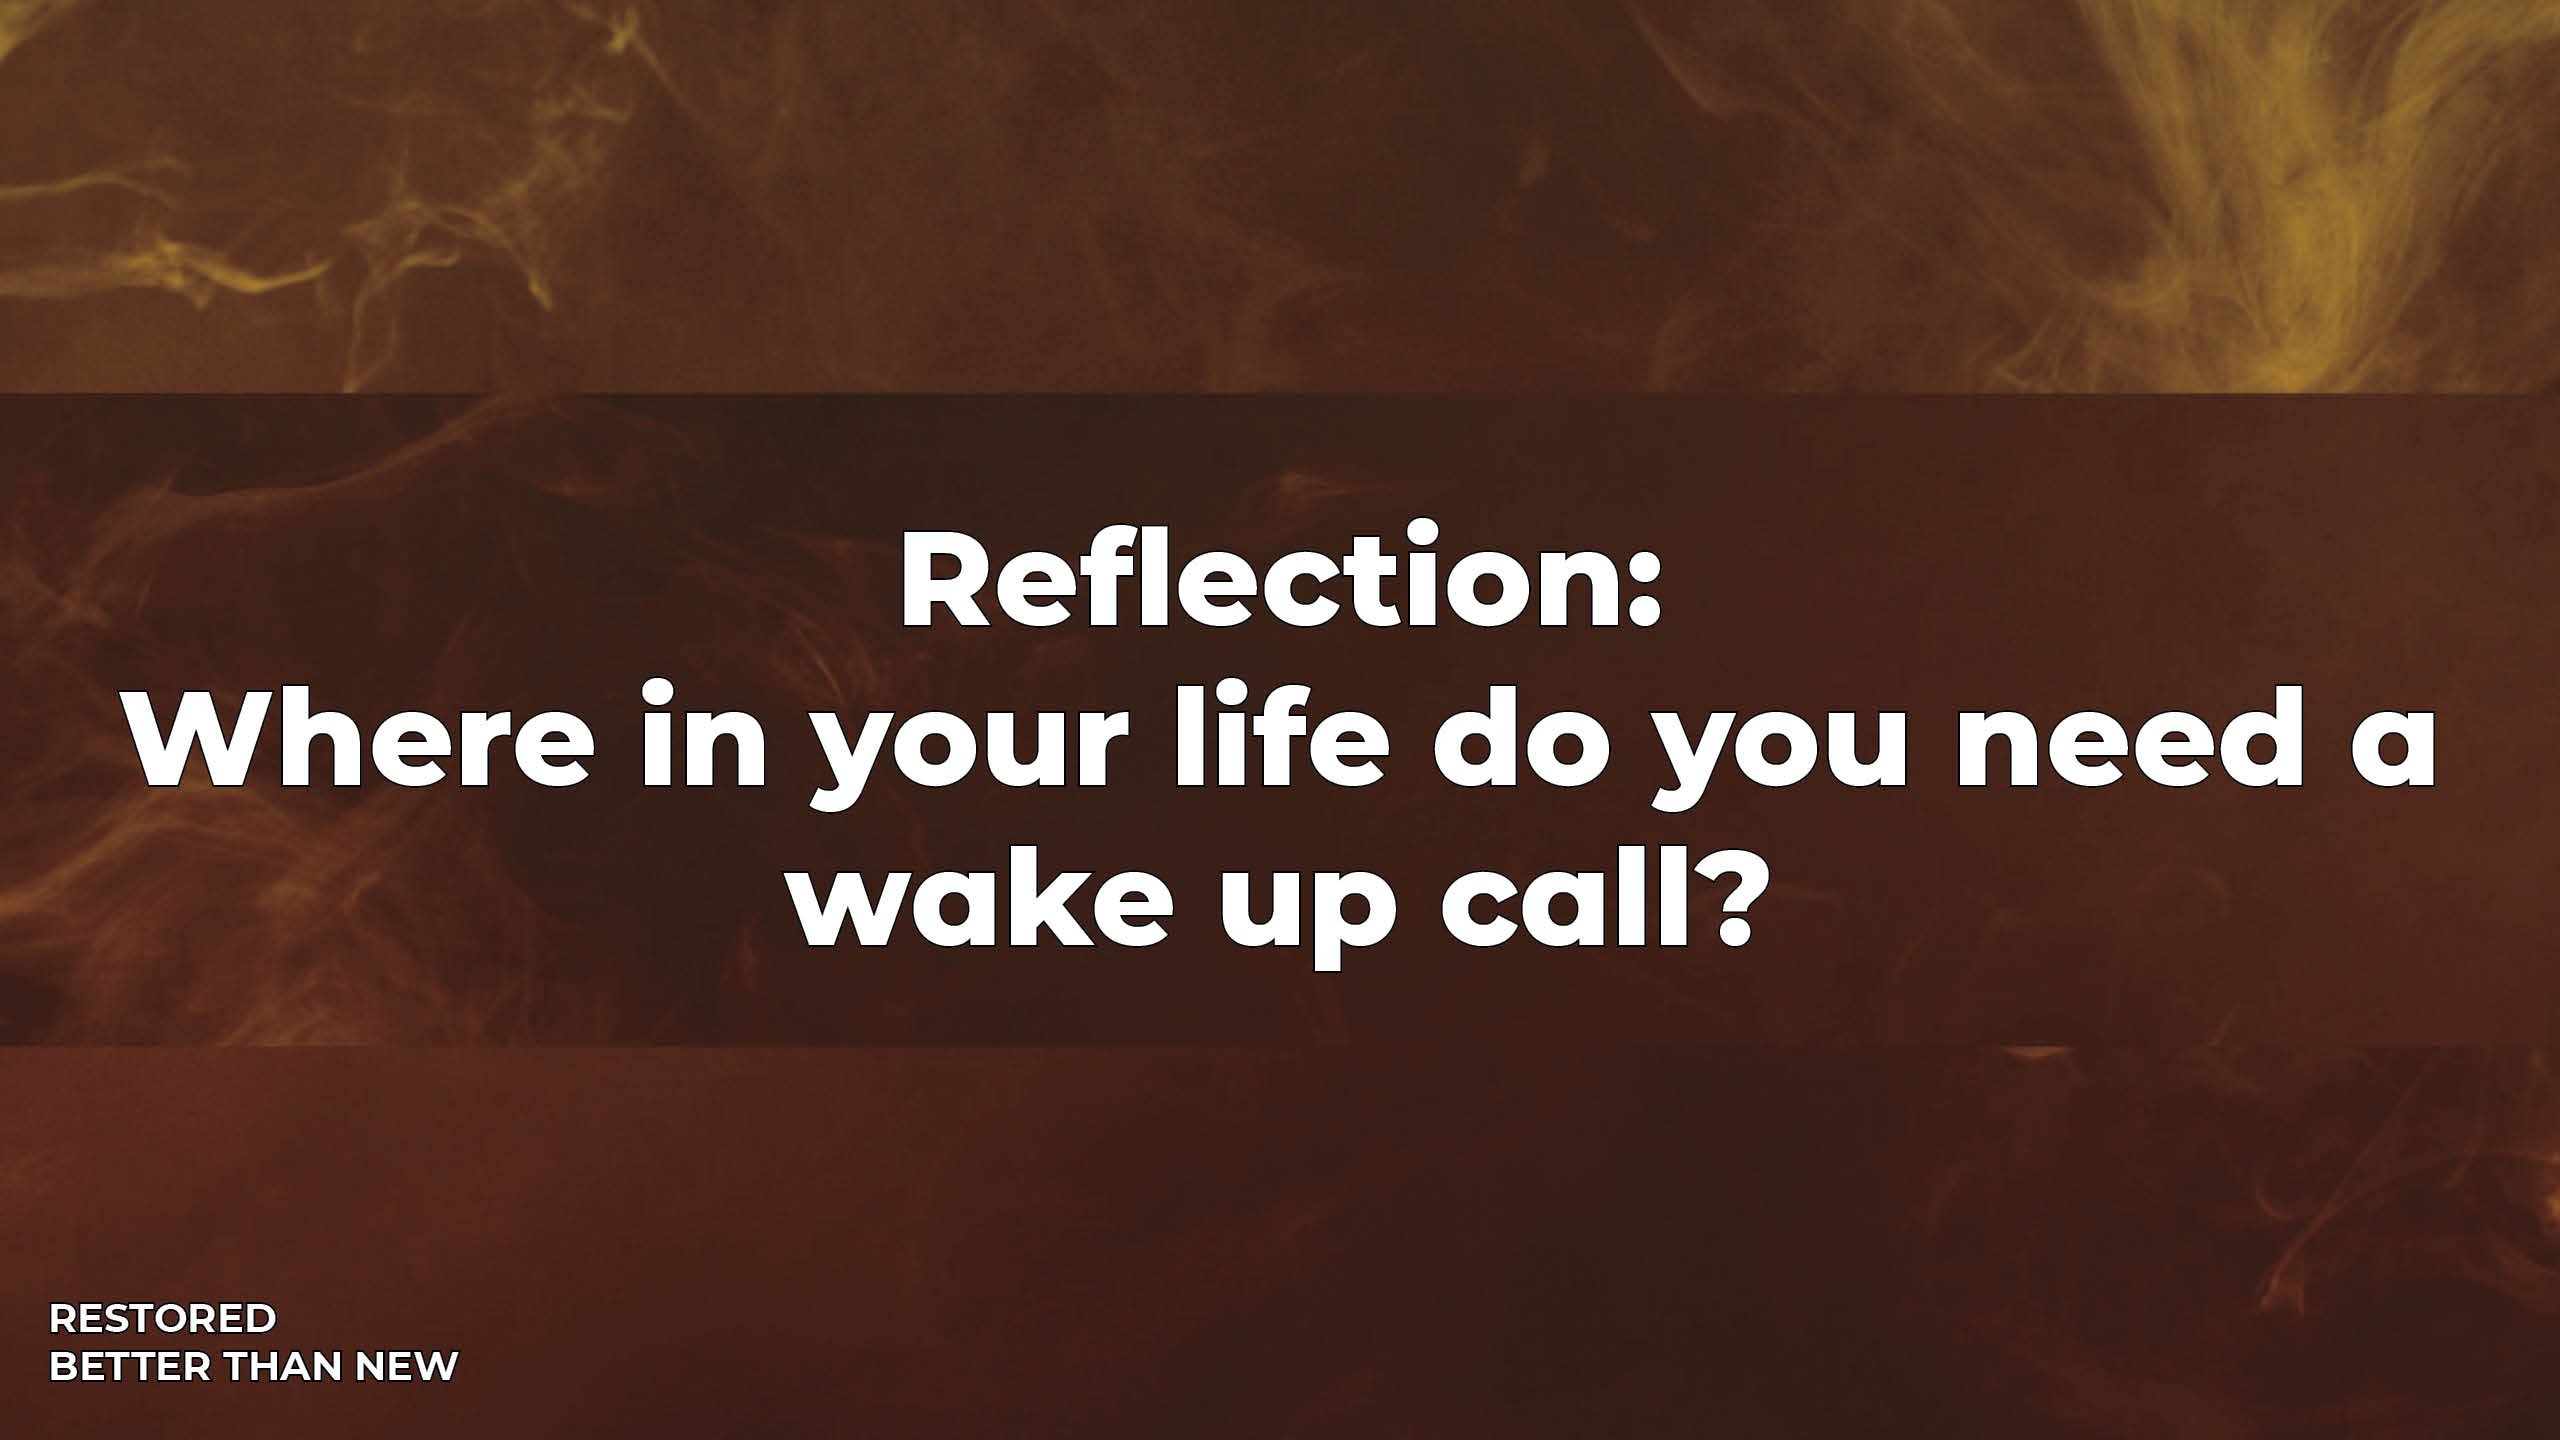 Reflection:
Where in your life do you need a
wake up call?
RESTORED
BETTER THAN NEW